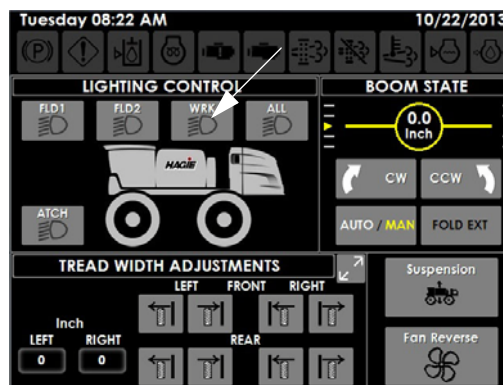 Tuesday 08:22 AM 10/22/2013
(P)
LIGHTING CONTROL
FLD1 FLD2 WRK ALL
HAGIE
ATCH
BOOM STATE
0.0
Inch
CW CCW
AUTO / MAN FOLD EXT
TREAD WIDTH ADJUSTMENTS
LEFT FRONT RIGHT
Inch
LEFT RIGHT
REAR
0 0
Suspension
Fan Reverse